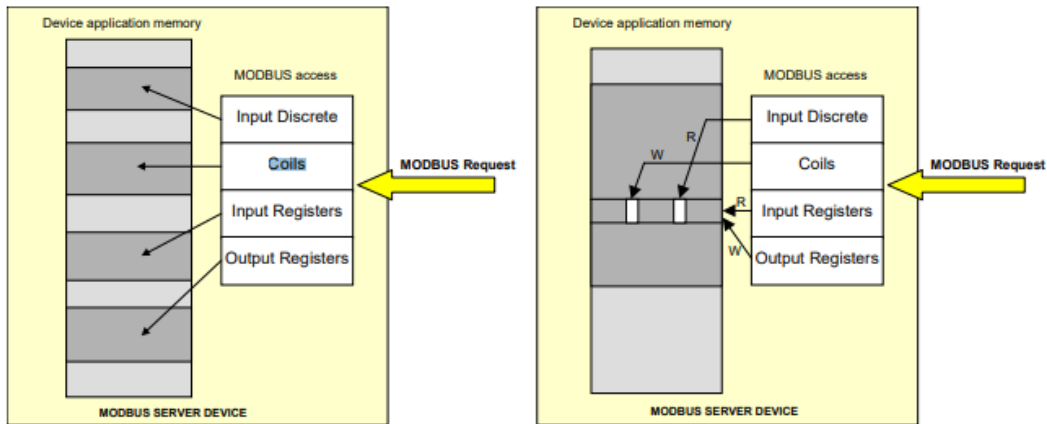 Device application memory
MODBUS access
Input Discrete
Coils
Input Registers
Output Registers
MODBUS Request
MODBUS SERVER DEVICE
Device application memory
MODBUS access
Input Discrete
R
W
Coils
R
Input Registers
W
Output Registers
MODBUS Request
MODBUS SERVER DEVICE